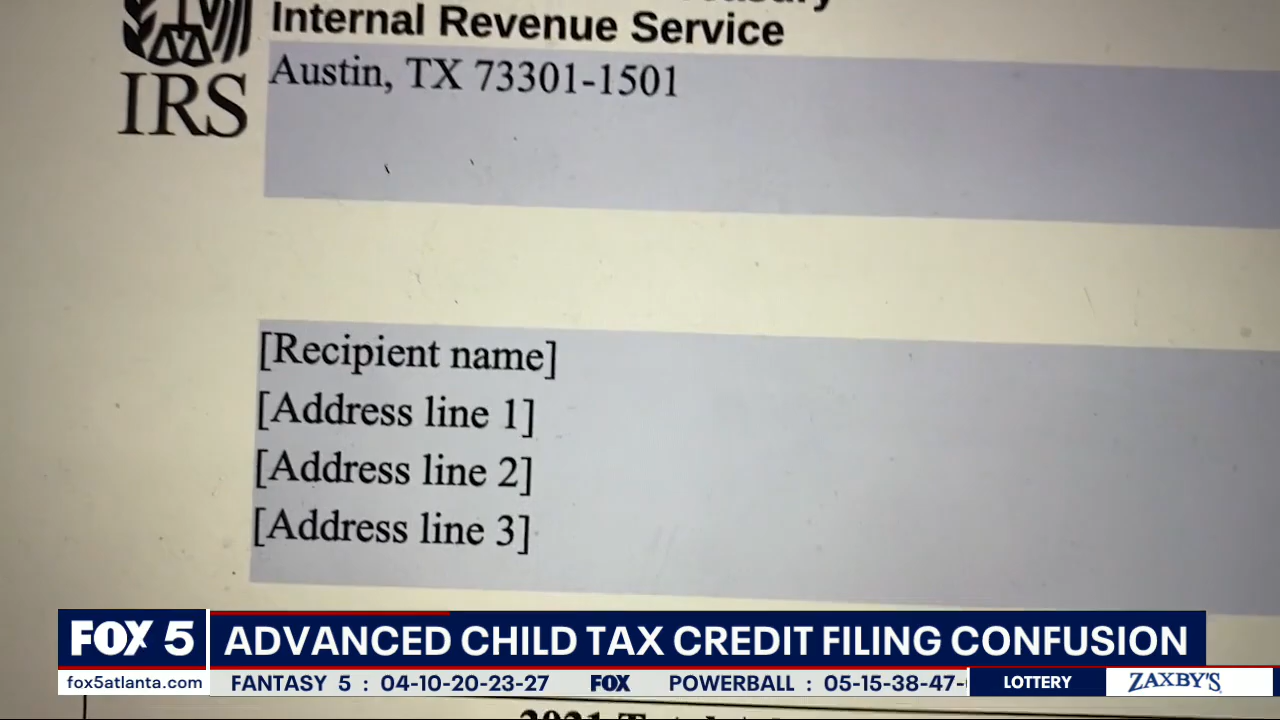 Internal Revenue Service
IRS
Austin, TX 73301-1501
[Recipient name]
[Address line 1]
[Address line 2]
[Address line 3]
FOX 5
ADVANCED CHILD TAX CREDIT FILING CONFUSION
fox5atlanta.com
FANTASY 5 : 04-10-20-23-27 FOX POWERBALL : 05-15-38-47-
LOTTERY
ZAXBY'S